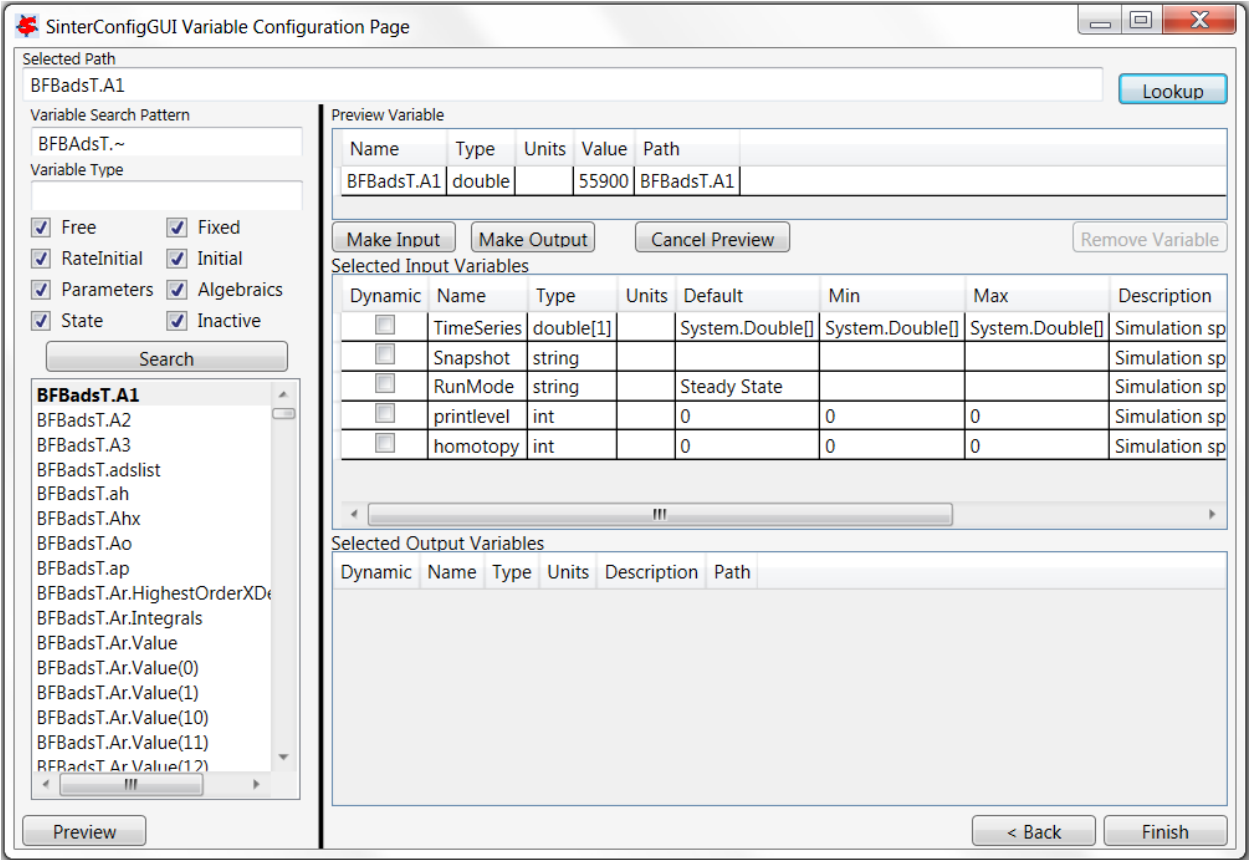 SinterConfigGUI Variable Configuration Page
Selected Path
BFBadsT.A1
Lookup
Variable Search Pattern
BFBAdsT.~
Variable Type
Free Fixed
RateInitial Initial
Parameters Algebraics
State Inactive
Search
BFBadsT.A1
BFBadsT.A2
BFBadsT.A3
BFBadsT.adslist
BFBadsT.ah
BFBadsT.Ahx
BFBadsT.Ao
BFBadsT.ap
BFBadsT.Ar.HighestOrderXDe
BFBadsT.Ar.Integrals
BFBadsT.Ar.Value
BFBadsT.Ar.Value(0)
BFBadsT.Ar.Value(1)
BFBadsT.Ar.Value(10)
BFBadsT.Ar.Value(11)
BFBadsT.Ar.Value(12)
Preview
Preview Variable
Name Type Units Value Path
BFBadsT.A1 double 55900 BFBadsT.A1
Make Input Make Output Cancel Preview Remove Variable
Selected Input Variables
Dynamic Name Type Units Default Min Max Description
TimeSeries double[1] System.Double[] System.Double[] System.Double[] Simulation sp
Snapshot string Simulation sp
RunMode string Steady State Simulation sp
printlevel int 0 0 0 Simulation sp
homotopy int 0 0 0 Simulation sp
Selected Output Variables
Dynamic Name Type Units Description Path
< Back Finish